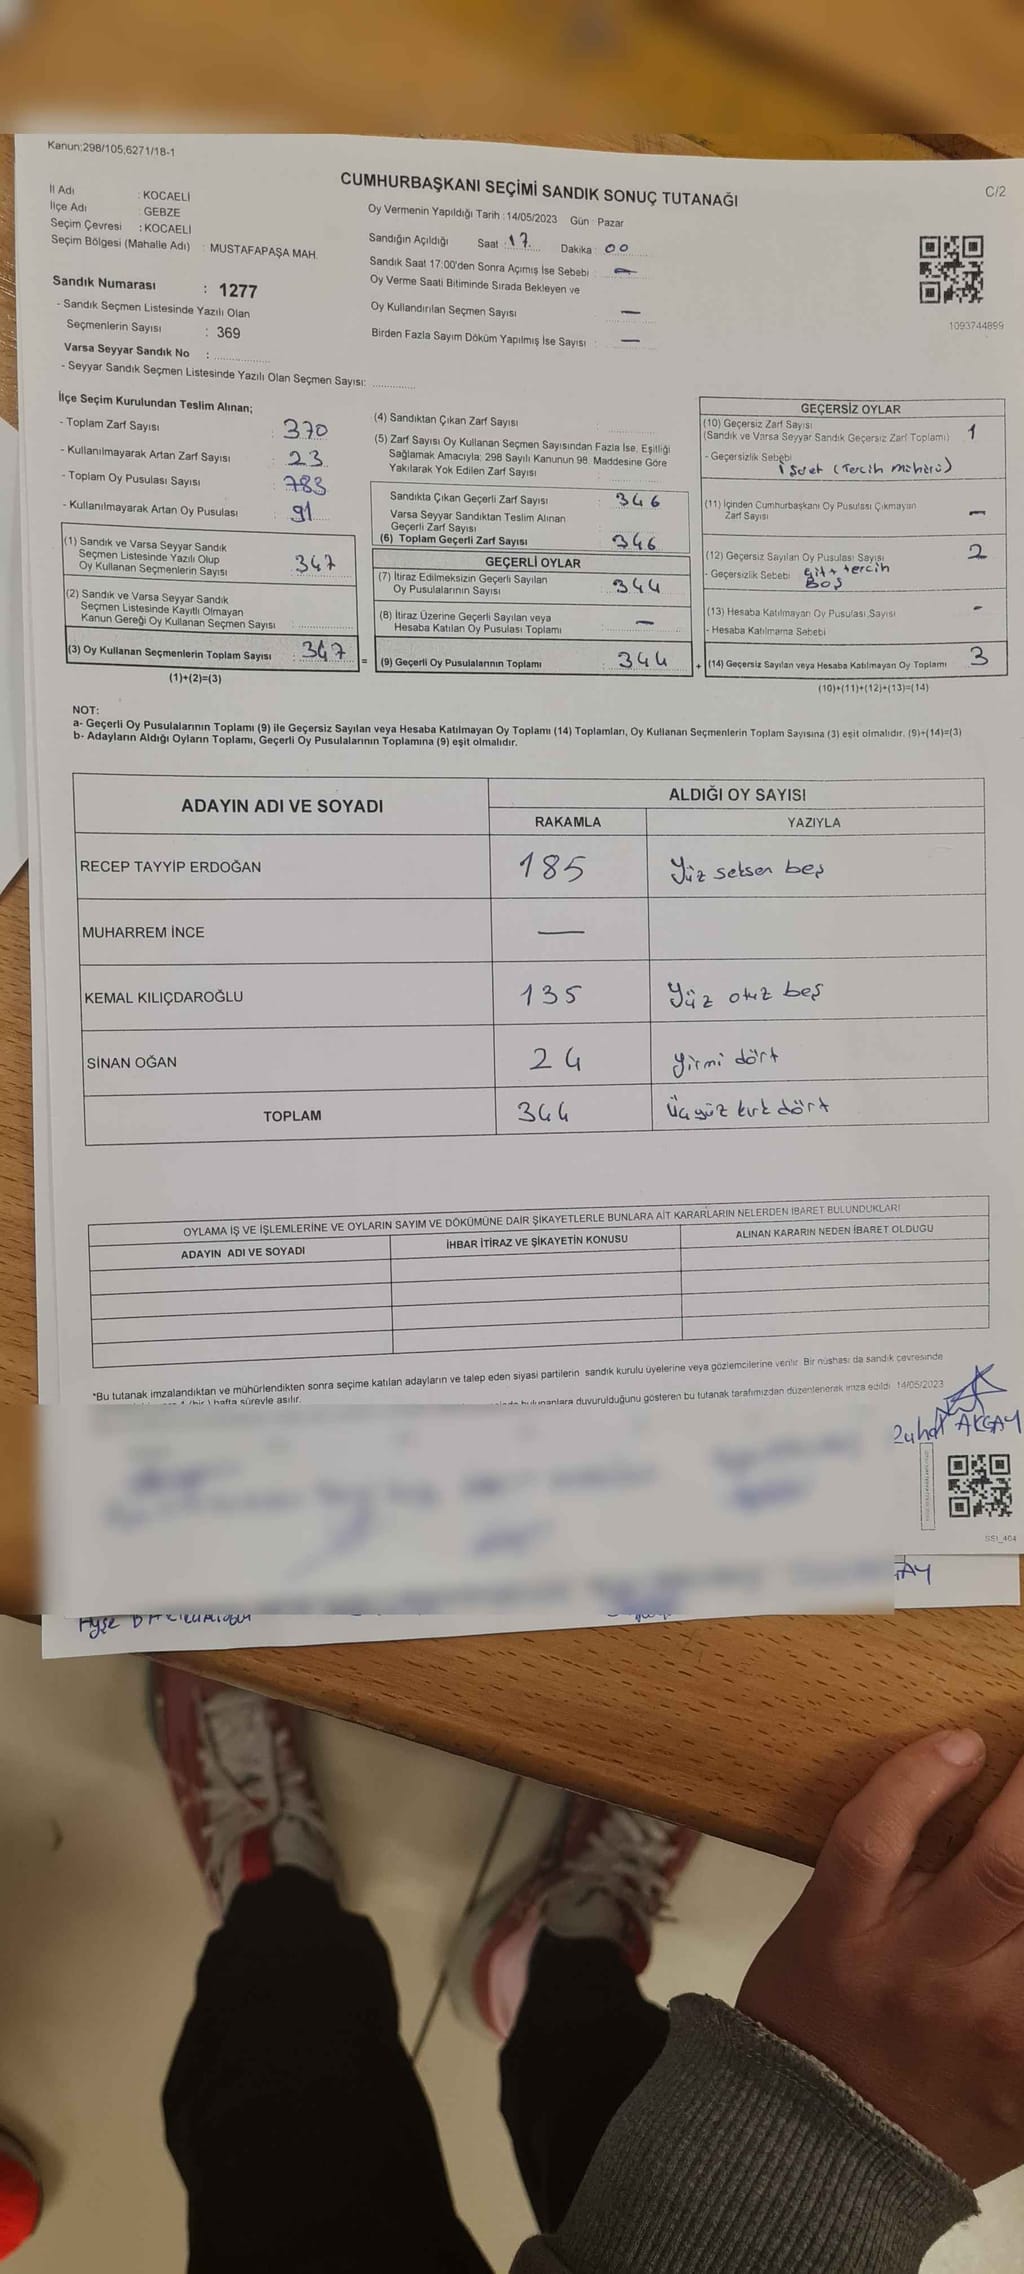 Kanun:298/105;6271/18-1
CUMHURBAŞKANI SEÇİMİ SANDIK SONUÇ TUTANAĞI
C/2
İl Adı : KOCAELİ
İlçe Adı : GEBZE
Seçim Çevresi : KOCAELİ
Seçim Bölgesi (Mahalle Adı) : MUSTAFAPAŞA MAH.
Oy Vermenin Yapıldığı Tarih : 14/05/2023 Gün : Pazar
Sandığın Açıldığı Saat : 17 Dakika : 00
Sandık Saat 17:00'den Sonra Açımış İse Sebebi : —
Oy Verme Saati Bitiminde Sırada Bekleyen ve
Oy Kullandırılan Seçmen Sayısı : —
Birden Fazla Sayım Döküm Yapılmış İse Sayısı : —
1093744899
Sandık Numarası : 1277
- Sandık Seçmen Listesinde Yazılı Olan
Seçmenlerin Sayısı : 369
Varsa Seyyar Sandık No :
- Seyyar Sandık Seçmen Listesinde Yazılı Olan Seçmen Sayısı:
İlçe Seçim Kurulundan Teslim Alınan;
- Toplam Zarf Sayısı : 370
- Kullanılmayarak Artan Zarf Sayısı : 23
- Toplam Oy Pusulası Sayısı : 783
- Kullanılmayarak Artan Oy Pusulası : 91
(1) Sandık ve Varsa Seyyar Sandık
Seçmen Listesinde Yazılı Olup
Oy Kullanan Seçmenlerin Sayısı : 347
(2) Sandık ve Varsa Seyyar Sandık
Seçmen Listesinde Kayıtlı Olmayan
Kanun Gereği Oy Kullanan Seçmen Sayısı :
(3) Oy Kullanan Seçmenlerin Toplam Sayısı : 347
(1)+(2)=(3)
(4) Sandıktan Çıkan Zarf Sayısı :
(5) Zarf Sayısı Oy Kullanan Seçmen Sayısından Fazla İse, Eşitliği
Sağlamak Amacıyla; 298 Sayılı Kanunun 98. Maddesine Göre
Yakılarak Yok Edilen Zarf Sayısı :
Sandıkta Çıkan Geçerli Zarf Sayısı : 346
Varsa Seyyar Sandıktan Teslim Alınan
Geçerli Zarf Sayısı :
(6) Toplam Geçerli Zarf Sayısı : 346
GEÇERLİ OYLAR
(7) İtiraz Edilmeksizin Geçerli Sayılan
Oy Pusulalarının Sayısı : 344
(8) İtiraz Üzerine Geçerli Sayılan veya
Hesaba Katılan Oy Pusulası Toplamı : —
= (9) Geçerli Oy Pusulalarının Toplamı : 344
GEÇERSİZ OYLAR
(10) Geçersiz Zarf Sayısı
(Sandık ve Varsa Seyyar Sandık Geçersiz Zarf Toplamı) 1
- Geçersizlik Sebebi işaret (Tercih mührü)
(11) İçinden Cumhurbaşkanı Oy Pusulası Çıkmayan
Zarf Sayısı —
(12) Geçersiz Sayılan Oy Pusulası Sayısı 2
- Geçersizlik Sebebi tercih
Boş
(13) Hesaba Katılmayan Oy Pusulası Sayısı -
- Hesaba Katılmama Sebebi
+ (14) Geçersiz Sayılan veya Hesaba Katılmayan Oy Toplamı 3
(10)+(11)+(12)+(13)=(14)
NOT:
a- Geçerli Oy Pusulalarının Toplamı (9) ile Geçersiz Sayılan veya Hesaba Katılmayan Oy Toplamı (14) Toplamları, Oy Kullanan Seçmenlerin Toplam Sayısına (3) eşit olmalıdır. (9)+(14)=(3)
b- Adayların Aldığı Oyların Toplamı, Geçerli Oy Pusulalarının Toplamına (9) eşit olmalıdır.
ADAYIN ADI VE SOYADI
ALDIĞI OY SAYISI
RAKAMLA YAZIYLA
RECEP TAYYİP ERDOĞAN 185 Yüz seksen beş
MUHARREM İNCE —
KEMAL KILIÇDAROĞLU 135 Yüz otuz beş
SİNAN OĞAN 24 Yirmi dört
TOPLAM 344 Üçyüz kırk dört
OYLAMA İŞ VE İŞLEMLERİNE VE OYLARIN SAYIM VE DÖKÜMÜNE DAİR ŞİKAYETLERLE BUNLARA AİT KARARLARIN NELERDEN İBARET BULUNDUKLARI
ADAYIN ADI VE SOYADI İHBAR İTİRAZ VE ŞİKAYETİN KONUSU ALINAN KARARIN NEDEN İBARET OLDUĞU
*Bu tutanak imzalandıktan ve mühürlendikten sonra seçime katılan adayların ve talep eden siyasi partilerin sandık kurulu üyelerine veya gözlemcilerine verilir. Bir nüshası da sandık çevresinde
hafta süreyle asılır.
bulunanlara duyurulduğunu gösteren bu tutanak tarafımızdan düzenlenerek imza edildi. 14/05/2023
Zuhal AKÇAY
SSI_404
Ayşe